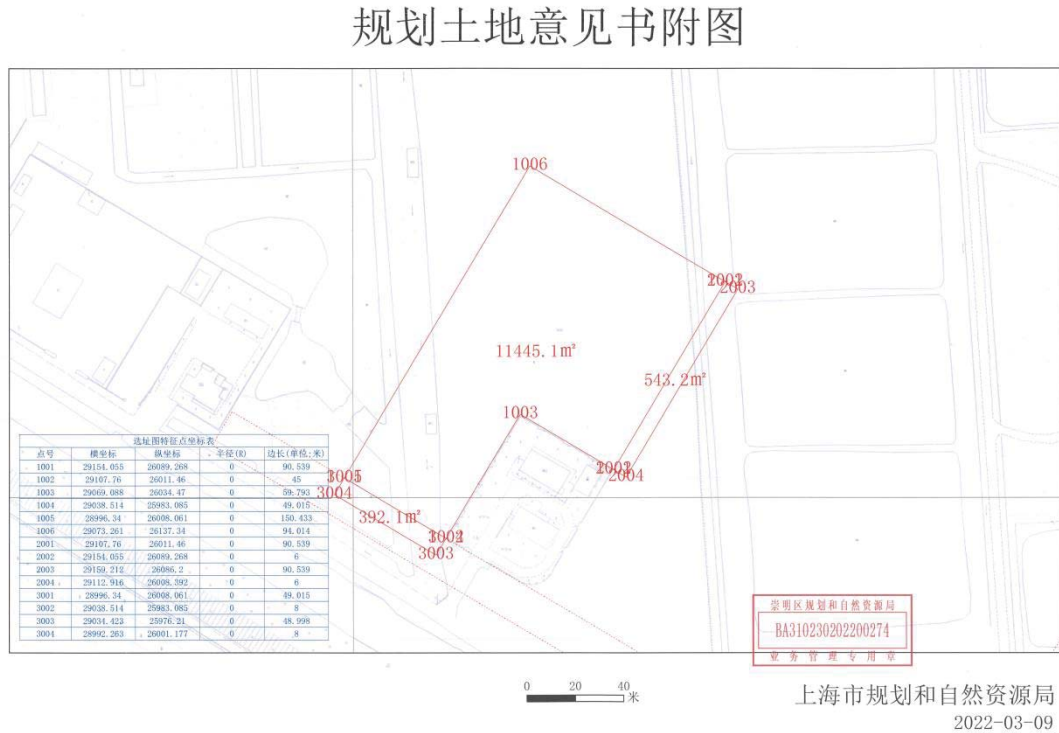 规划土地意见书附图
1006
2003
11445.1㎡
543.2㎡
1003
2004
3004
392.1㎡
3003
选址图特征点坐标表
点号 横坐标 纵坐标 半径(R) 边长(单位:米)
1001 29154.055 26089.268 0 90.539
1002 29107.76 26011.46 0 45
1003 29069.088 26034.47 0 59.793
1004 29038.514 25983.085 0 49.015
1005 28996.34 26008.061 0 150.433
1006 29073.261 26137.34 0 94.014
2001 29107.76 26011.46 0 90.539
2002 29154.055 26089.268 0 6
2003 29159.212 26086.2 0 90.539
2004 29112.916 26008.392 0 6
3001 28996.34 26008.061 0 49.015
3002 29038.514 25983.085 0 8
3003 29034.423 25976.21 0 48.998
3004 28992.263 26001.177 0 8
崇明区规划和自然资源局
BA310230202200274
业务管理专用章
0 20 40
米
上海市规划和自然资源局
2022-03-09